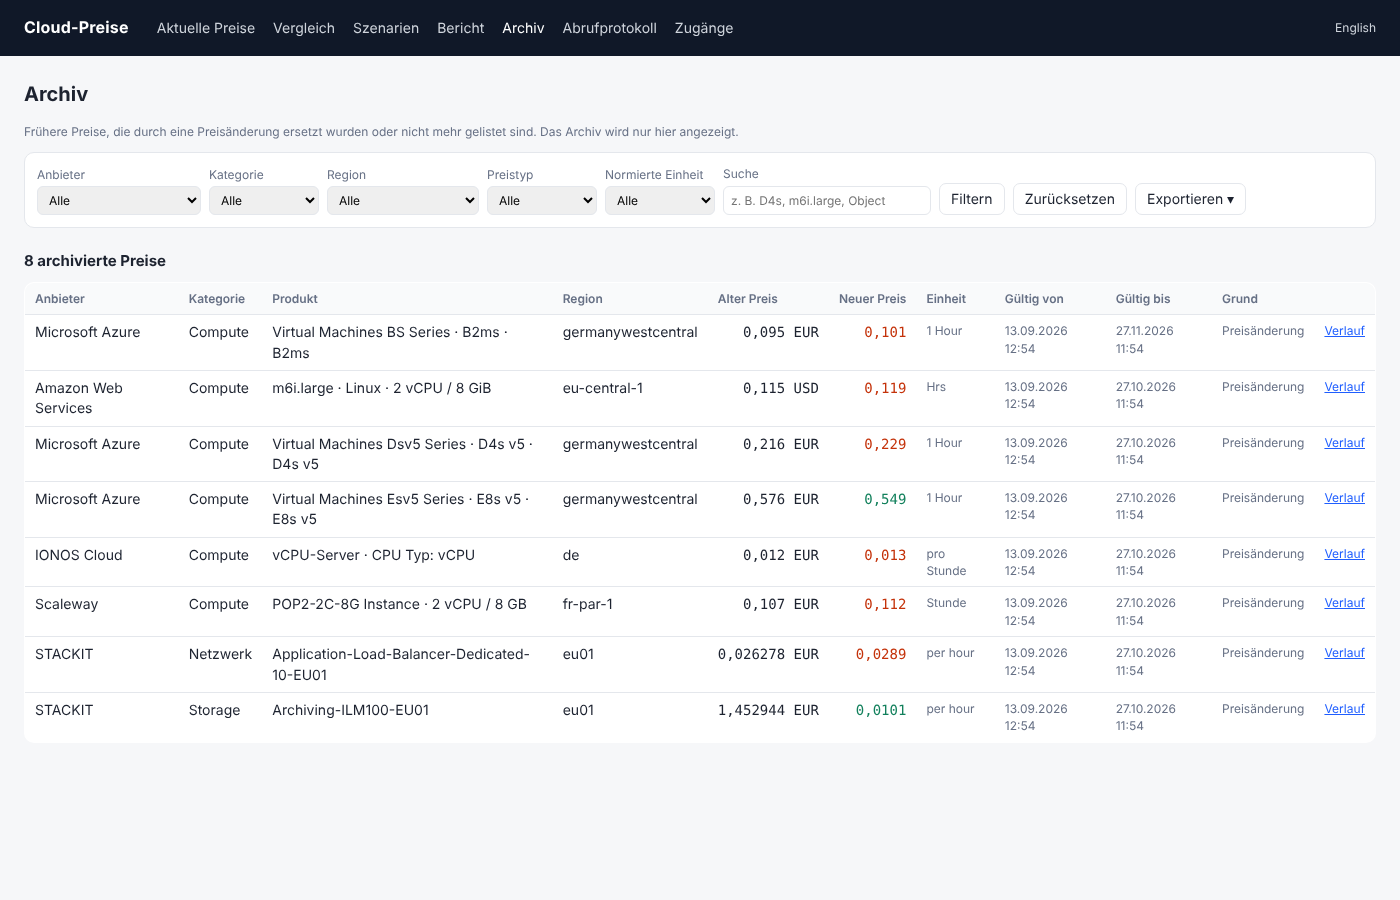 Cloud-Preise Aktuelle Preise Vergleich Szenarien Bericht Archiv Abrufprotokoll Zugänge English
Archiv
Frühere Preise, die durch eine Preisänderung ersetzt wurden oder nicht mehr gelistet sind. Das Archiv wird nur hier angezeigt.
Anbieter Kategorie Region Preistyp Normierte Einheit Suche
Alle Alle Alle Alle Alle z. B. D4s, m6i.large, Object Filtern Zurücksetzen Exportieren ▾
8 archivierte Preise
Anbieter Kategorie Produkt Region Alter Preis Neuer Preis Einheit Gültig von Gültig bis Grund
Microsoft Azure Compute Virtual Machines BS Series · B2ms · germanywestcentral 0,095 EUR 0,101 1 Hour 13.09.2026 27.11.2026 Preisänderung Verlauf
B2ms 12:54 11:54
Amazon Web Compute m6i.large · Linux · 2 vCPU / 8 GiB eu-central-1 0,115 USD 0,119 Hrs 13.09.2026 27.10.2026 Preisänderung Verlauf
Services 12:54 11:54
Microsoft Azure Compute Virtual Machines Dsv5 Series · D4s v5 · germanywestcentral 0,216 EUR 0,229 1 Hour 13.09.2026 27.10.2026 Preisänderung Verlauf
D4s v5 12:54 11:54
Microsoft Azure Compute Virtual Machines Esv5 Series · E8s v5 · germanywestcentral 0,576 EUR 0,549 1 Hour 13.09.2026 27.10.2026 Preisänderung Verlauf
E8s v5 12:54 11:54
IONOS Cloud Compute vCPU-Server · CPU Typ: vCPU de 0,012 EUR 0,013 pro 13.09.2026 27.10.2026 Preisänderung Verlauf
Stunde 12:54 11:54
Scaleway Compute POP2-2C-8G Instance · 2 vCPU / 8 GB fr-par-1 0,107 EUR 0,112 Stunde 13.09.2026 27.10.2026 Preisänderung Verlauf
12:54 11:54
STACKIT Netzwerk Application-Load-Balancer-Dedicated- eu01 0,026278 EUR 0,0289 per hour 13.09.2026 27.10.2026 Preisänderung Verlauf
10-EU01 12:54 11:54
STACKIT Storage Archiving-ILM100-EU01 eu01 1,452944 EUR 0,0101 per hour 13.09.2026 27.10.2026 Preisänderung Verlauf
12:54 11:54